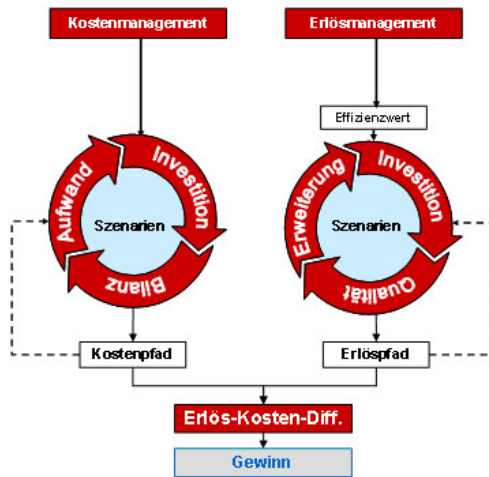 Kostenmanagement
Erlösmanagement
Effizienzwert
Aufwand
Investition
Bilanz
Szenarien
Erweiterung
Investition
Qualität
Szenarien
Kostenpfad
Erlöspfad
Erlös-Kosten-Diff.
Gewinn